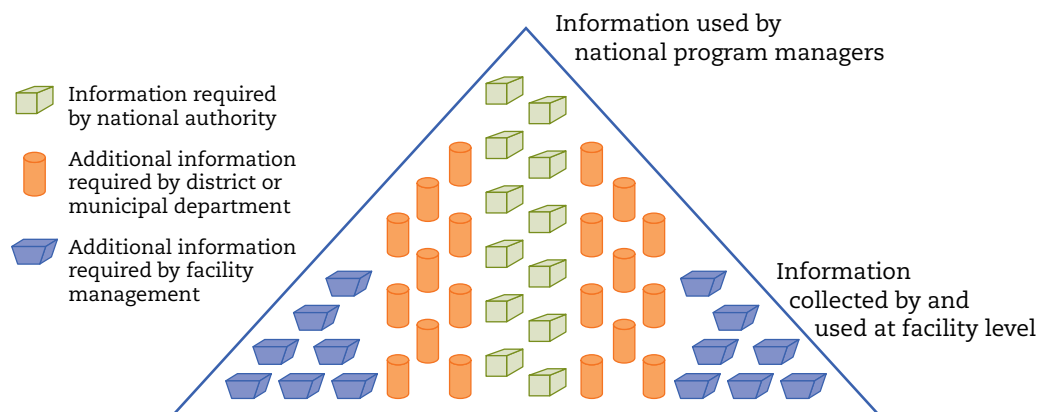 Information used by
national program managers
Information required
by national authority
Additional information
required by district or
municipal department
Additional information
required by facility
management
Information
collected by and
used at facility level